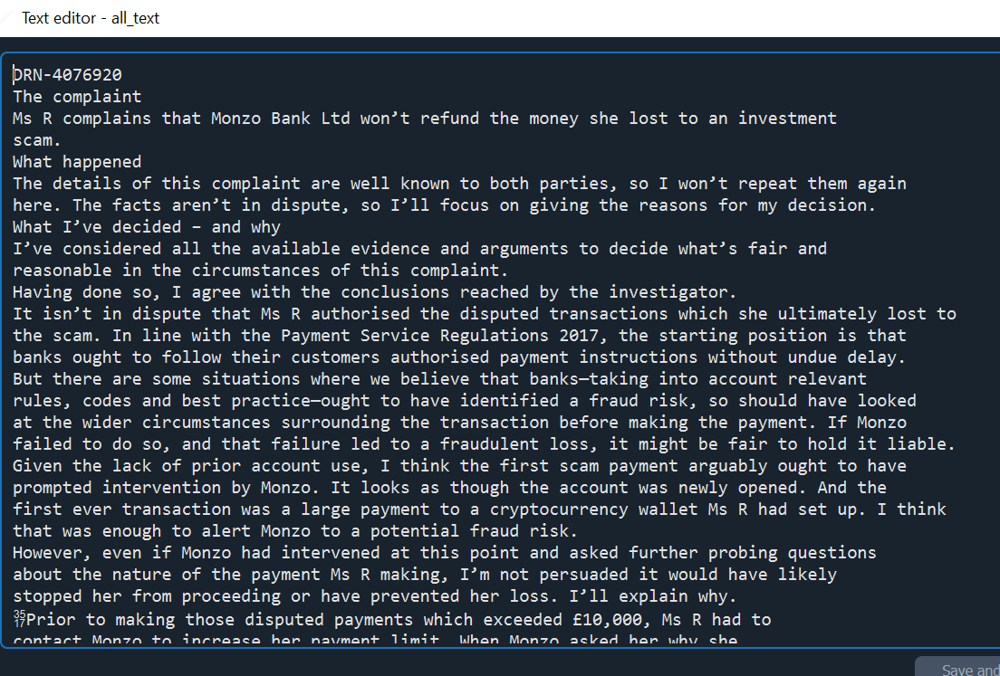 Text editor - all_text
DRN-4076920
The complaint
Ms R complains that Monzo Bank Ltd won’t refund the money she lost to an investment
scam.
What happened
The details of this complaint are well known to both parties, so I won’t repeat them again
here. The facts aren’t in dispute, so I’ll focus on giving the reasons for my decision.
What I’ve decided – and why
I’ve considered all the available evidence and arguments to decide what’s fair and
reasonable in the circumstances of this complaint.
Having done so, I agree with the conclusions reached by the investigator.
It isn’t in dispute that Ms R authorised the disputed transactions which she ultimately lost to
the scam. In line with the Payment Service Regulations 2017, the starting position is that
banks ought to follow their customers authorised payment instructions without undue delay.
But there are some situations where we believe that banks—taking into account relevant
rules, codes and best practice—ought to have identified a fraud risk, so should have looked
at the wider circumstances surrounding the transaction before making the payment. If Monzo
failed to do so, and that failure led to a fraudulent loss, it might be fair to hold it liable.
Given the lack of prior account use, I think the first scam payment arguably ought to have
prompted intervention by Monzo. It looks as though the account was newly opened. And the
first ever transaction was a large payment to a cryptocurrency wallet Ms R had set up. I think
that was enough to alert Monzo to a potential fraud risk.
However, even if Monzo had intervened at this point and asked further probing questions
about the nature of the payment Ms R making, I’m not persuaded it would have likely
stopped her from proceeding or have prevented her loss. I’ll explain why.
Prior to making those disputed payments which exceeded £10,000, Ms R had to
contact Monzo to increase her payment limit. When Monzo asked her why she
Save and